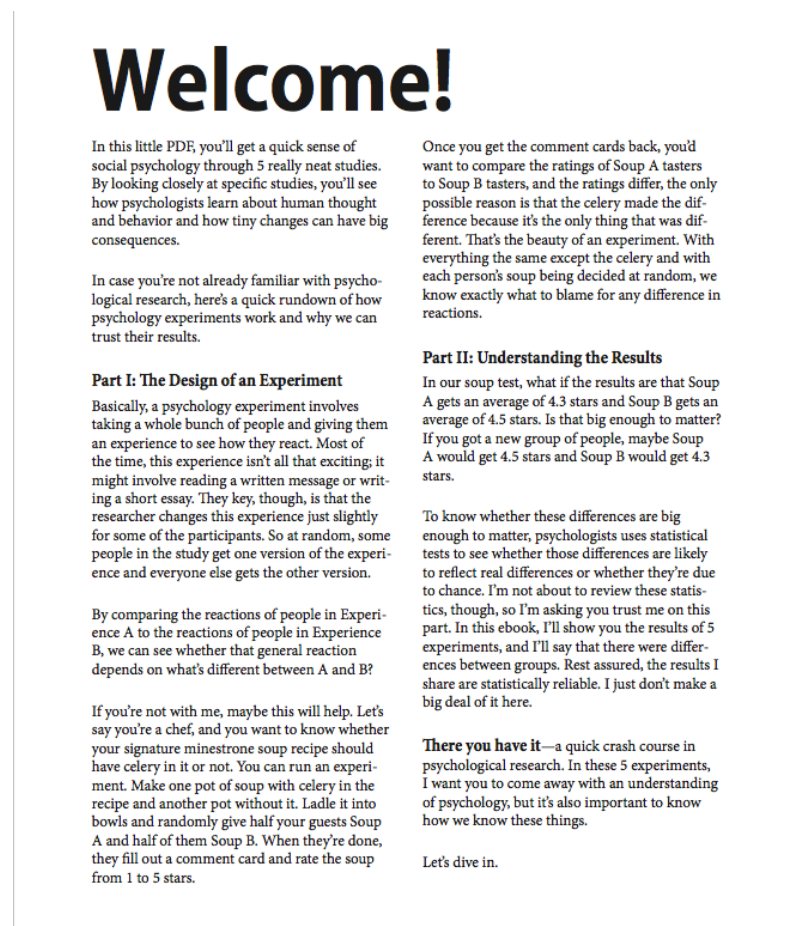 Welcome!
In this little PDF, you'll get a quick sense of
social psychology through 5 really neat studies.
By looking closely at specific studies, you'll see
how psychologists learn about human thought
and behavior and how tiny changes can have big
consequences.
In case you're not already familiar with psycho-
logical research, here's a quick rundown of how
psychology experiments work and why we can
trust their results.
Part I: The Design of an Experiment
Basically, a psychology experiment involves
taking a whole bunch of people and giving them
an experience to see how they react. Most of
the time, this experience isn't all that exciting; it
might involve reading a written message or writ-
ing a short essay. They key, though, is that the
researcher changes this experience just slightly
for some of the participants. So at random, some
people in the study get one version of the experi-
ence and everyone else gets the other version.
By comparing the reactions of people in Experi-
ence A to the reactions of people in Experience
B, we can see whether that general reaction
depends on what's different between A and B?
If you're not with me, maybe this will help. Let's
say you're a chef, and you want to know whether
your signature minestrone soup recipe should
have celery in it or not. You can run an experi-
ment. Make one pot of soup with celery in the
recipe and another pot without it. Ladle it into
bowls and randomly give half your guests Soup
A and half of them Soup B. When they're done,
they fill out a comment card and rate the soup
from 1 to 5 stars.
Once you get the comment cards back, you'd
want to compare the ratings of Soup A tasters
to Soup B tasters, and the ratings differ, the only
possible reason is that the celery made the dif-
ference because it's the only thing that was dif-
ferent. That's the beauty of an experiment. With
everything the same except the celery and with
each person's soup being decided at random, we
know exactly what to blame for any difference in
reactions.
Part II: Understanding the Results
In our soup test, what if the results are that Soup
A gets an average of 4.3 stars and Soup B gets an
average of 4.5 stars. Is that big enough to matter?
If you got a new group of people, maybe Soup
A would get 4.5 stars and Soup B would get 4.3
stars.
To know whether these differences are big
enough to matter, psychologists uses statistical
tests to see whether those differences are likely
to reflect real differences or whether they're due
to chance. I'm not about to review these statis-
tics, though, so I'm asking you trust me on this
part. In this ebook, I'll show you the results of 5
experiments, and I'll say that there were differ-
ences between groups. Rest assured, the results I
share are statistically reliable. I just don't make a
big deal of it here.
There you have it—a quick crash course in
psychological research. In these 5 experiments,
I want you to come away with an understanding
of psychology, but it's also important to know
how we know these things.
Let's dive in.